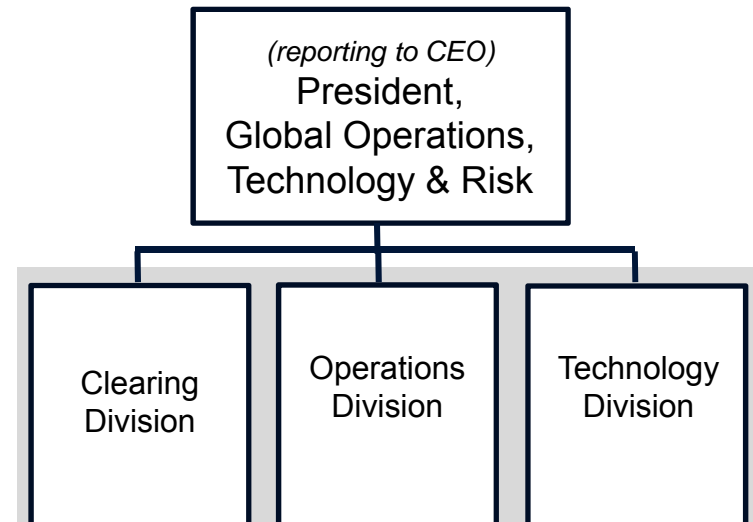 (reporting to CEO)
President,
Global Operations,
Technology & Risk
Clearing
Division
Operations
Division
Technology
Division